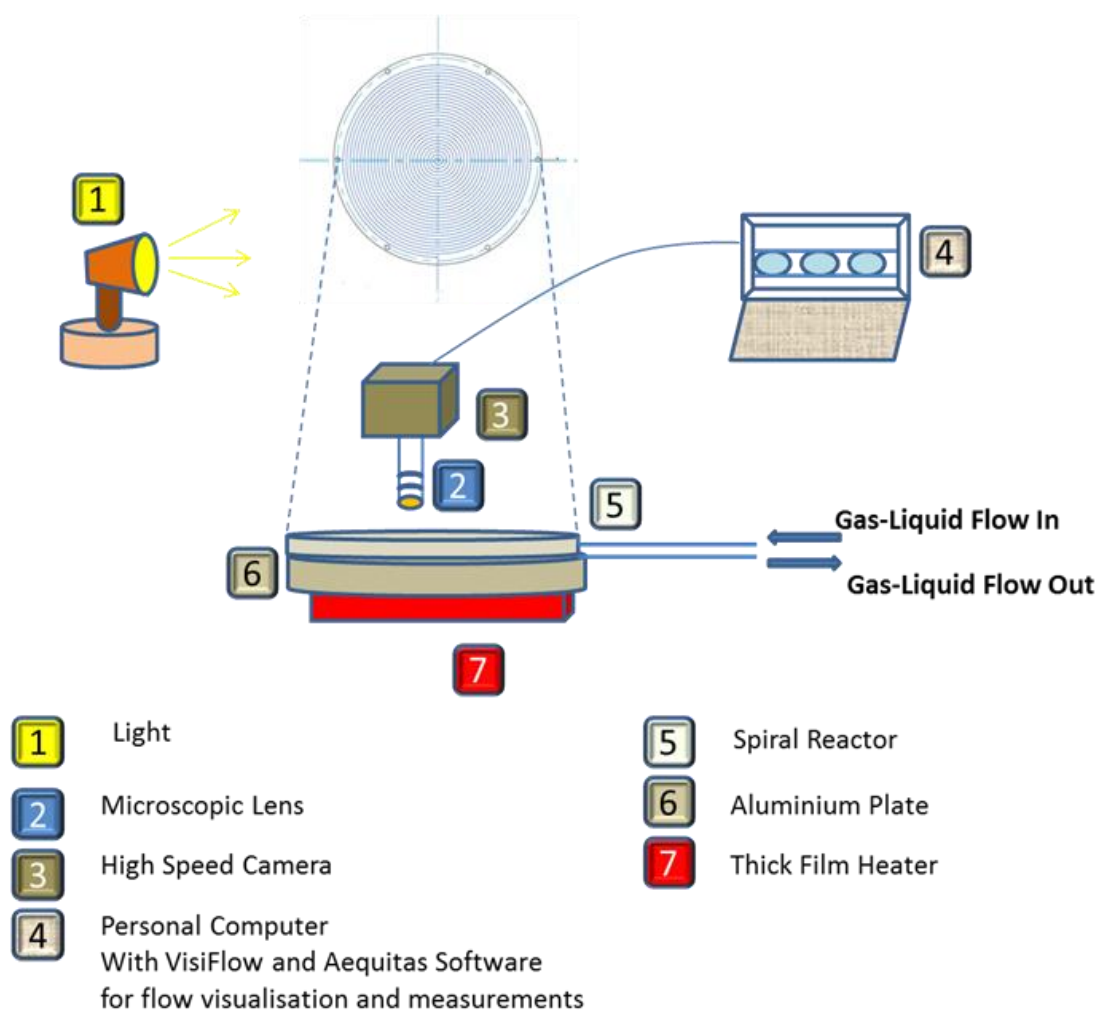 1
4
3
2
5
Gas-Liquid Flow In
6
Gas-Liquid Flow Out
7
1 Light
2 Microscopic Lens
3 High Speed Camera
4 Personal Computer
With VisiFlow and Aequitas Software
for flow visualisation and measurements
5 Spiral Reactor
6 Aluminium Plate
7 Thick Film Heater